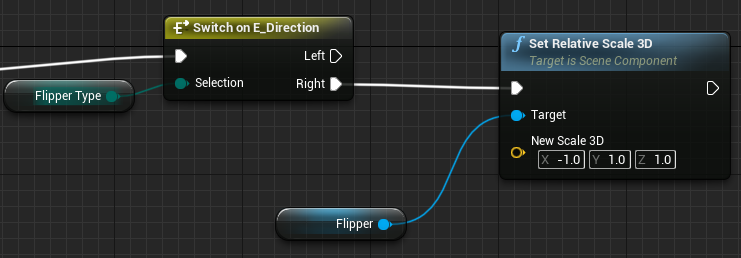 Switch on E_Direction
Left
Selection
Right
Flipper Type
Set Relative Scale 3D
Target is Scene Component
Target
New Scale 3D
X -1.0 Y 1.0 Z 1.0
Flipper